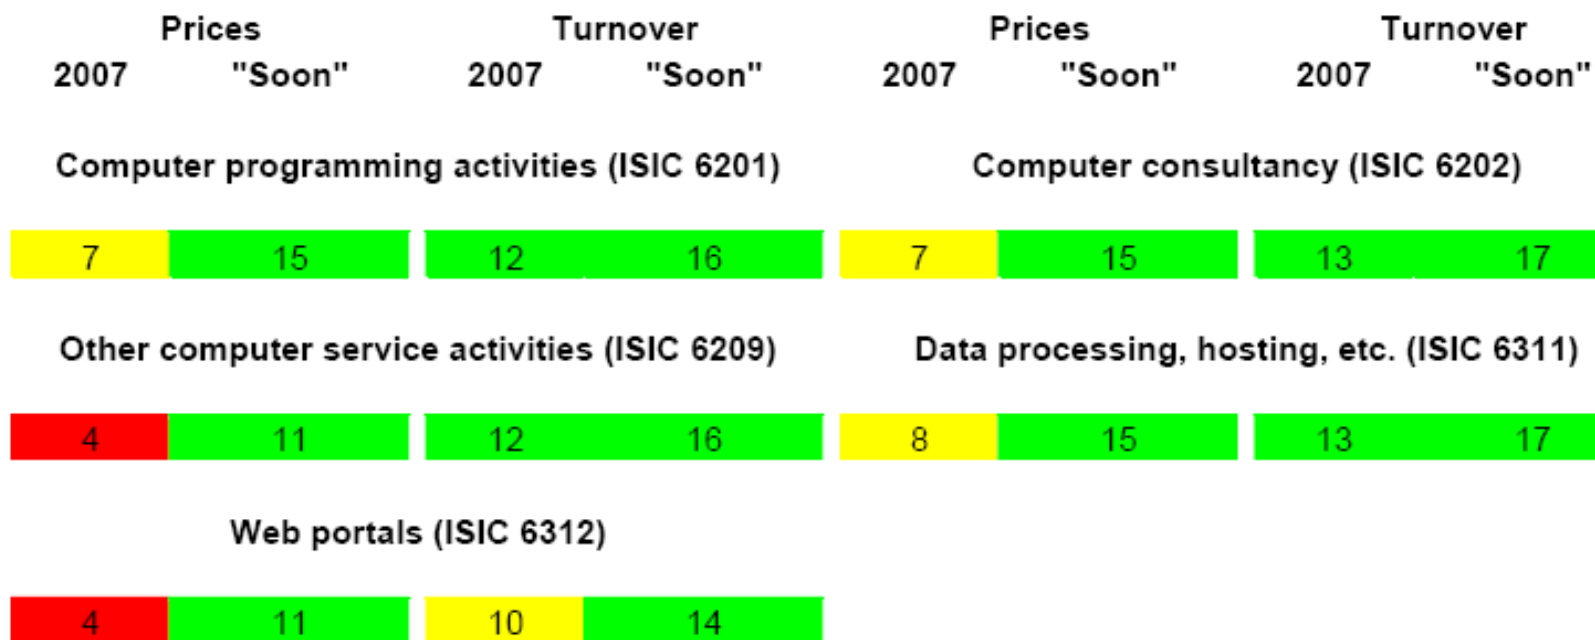 Prices Turnover Prices Turnover
2007 "Soon" 2007 "Soon" 2007 "Soon" 2007 "Soon"
Computer programming activities (ISIC 6201) Computer consultancy (ISIC 6202)
7 15 12 16 7 15 13 17
Other computer service activities (ISIC 6209) Data processing, hosting, etc. (ISIC 6311)
4 11 12 16 8 15 13 17
Web portals (ISIC 6312)
4 11 10 14